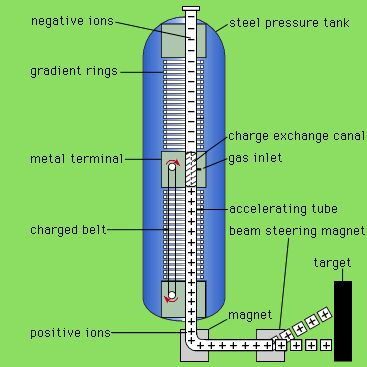 negative ions
steel pressure tank
gradient rings
charge exchange canal
metal terminal
gas inlet
accelerating tube
charged belt
beam steering magnet
target
magnet
positive ions